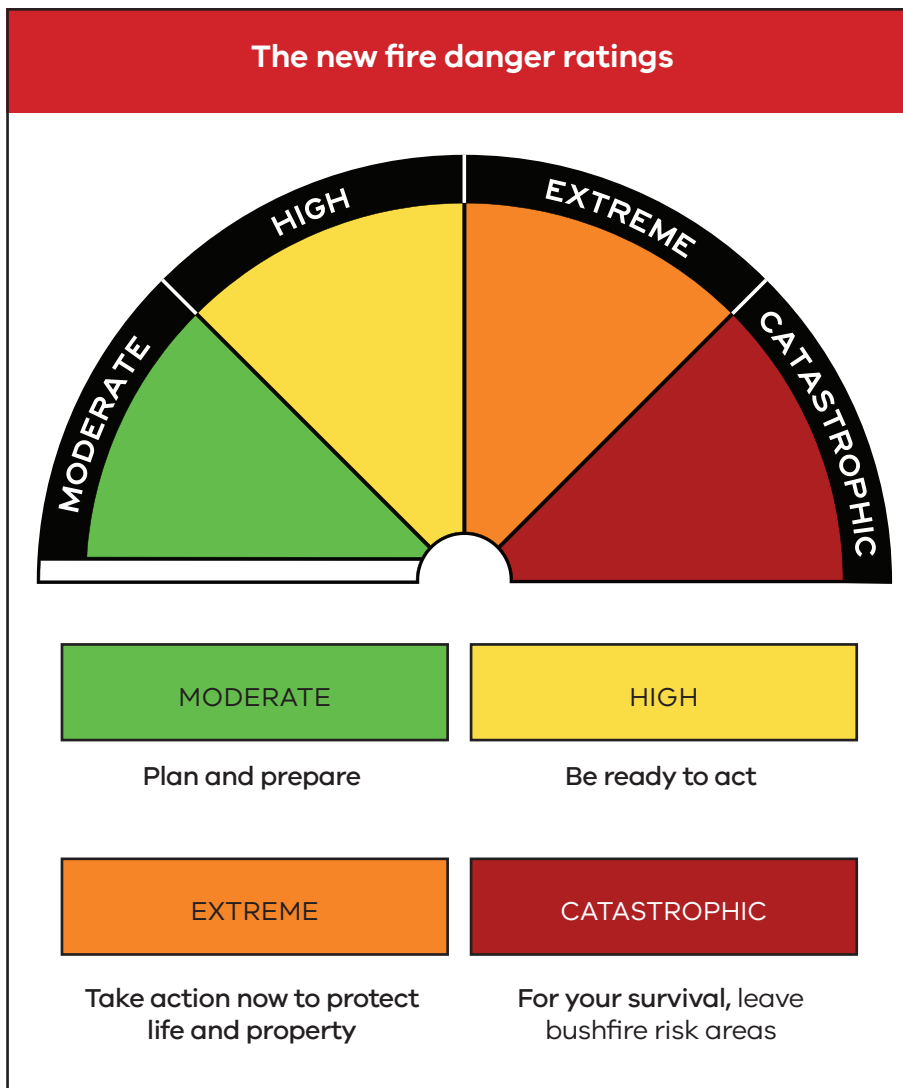 The new fire danger ratings
MODERATE
HIGH
EXTREME
CATASTROPHIC
MODERATE
HIGH
Plan and prepare
Be ready to act
EXTREME
CATASTROPHIC
Take action now to protect
life and property
For your survival, leave
bushfire risk areas